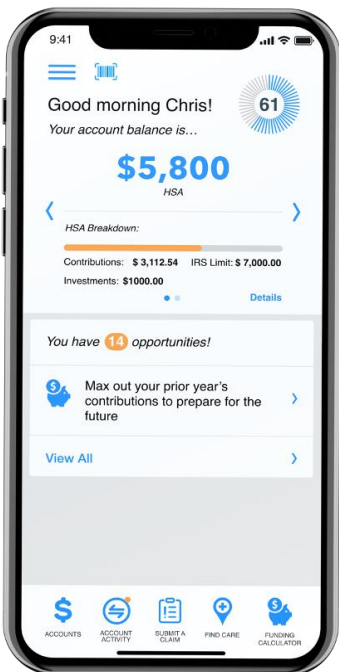 9:41
Good morning Chris!
61
Your account balance is...
$5,800
HSA
HSA Breakdown:
Contributions: $ 3,112.54 IRS Limit: $ 7,000.00
Investments: $1000.00
Details
You have 14 opportunities!
Max out your prior year's
contributions to prepare for the
future
View All
ACCOUNTS
ACCOUNT
ACTIVITY
SUBMIT A
CLAIM
FIND CARE
FUNDING
CALCULATOR